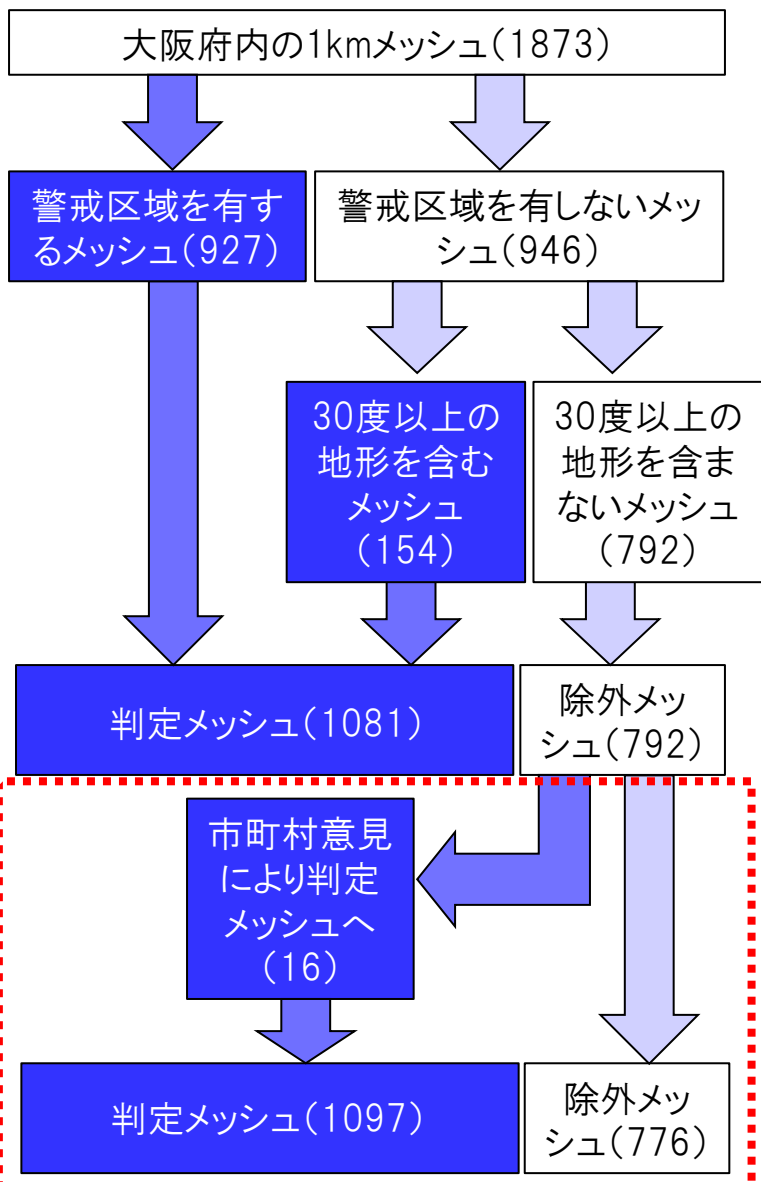 大阪府内の1kmメッシュ(1873)
警戒区域を有す
るメッシュ(927)
警戒区域を有しないメッ
シュ(946)
30度以上の
地形を含む
メッシュ
(154)
30度以上の
地形を含ま
ないメッシュ
(792)
判定メッシュ(1081)
除外メッ
シュ(792)
市町村意見
により判定
メッシュへ
(16)
判定メッシュ(1097)
除外メッ
シュ(776)